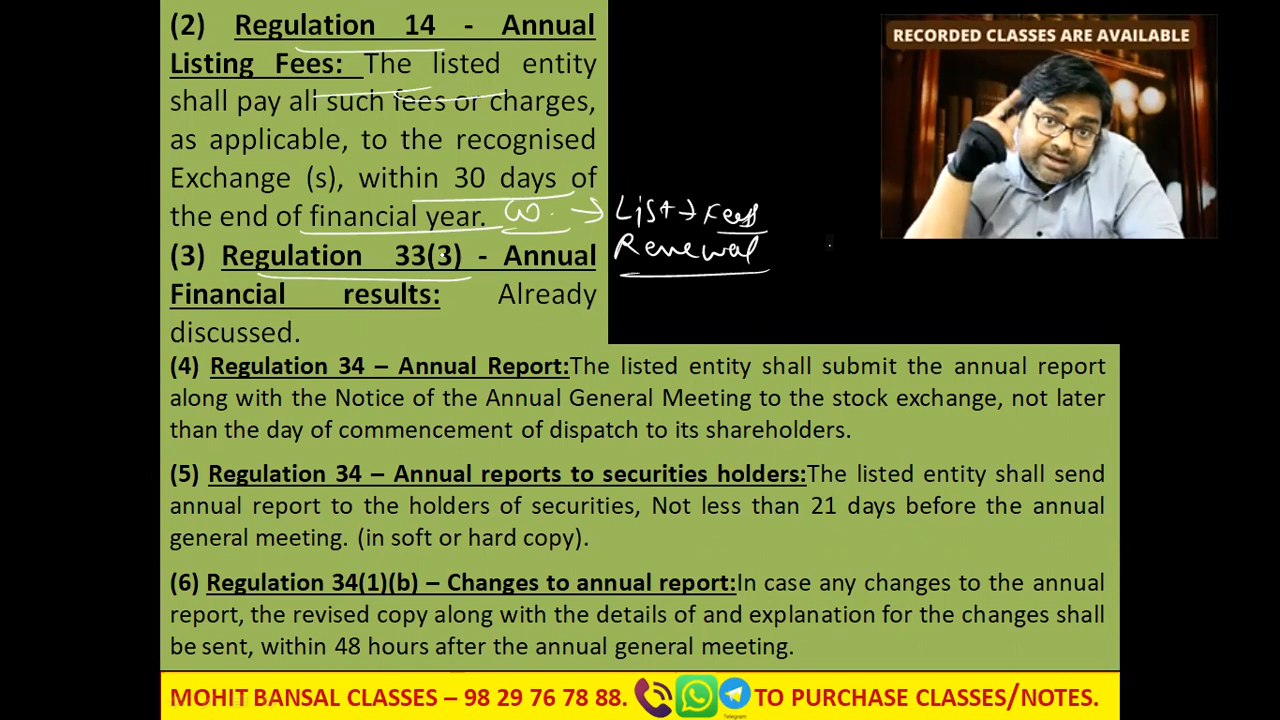 (2) Regulation 14 - Annual
Listing Fees: The listed entity
shall pay all such fees or charges,
as applicable, to the recognised
Exchange (s), within 30 days of
the end of financial year.
(3) Regulation 33(3) - Annual
Financial results: Already
discussed.
List → Fees
Renewal
RECORDED CLASSES ARE AVAILABLE
(4) Regulation 34 – Annual Report:The listed entity shall submit the annual report
along with the Notice of the Annual General Meeting to the stock exchange, not later
than the day of commencement of dispatch to its shareholders.
(5) Regulation 34 – Annual reports to securities holders:The listed entity shall send
annual report to the holders of securities, Not less than 21 days before the annual
general meeting. (in soft or hard copy).
(6) Regulation 34(1)(b) – Changes to annual report:In case any changes to the annual
report, the revised copy along with the details of and explanation for the changes shall
be sent, within 48 hours after the annual general meeting.
MOHIT BANSAL CLASSES – 98 29 76 78 88. TO PURCHASE CLASSES/NOTES.
Telegram